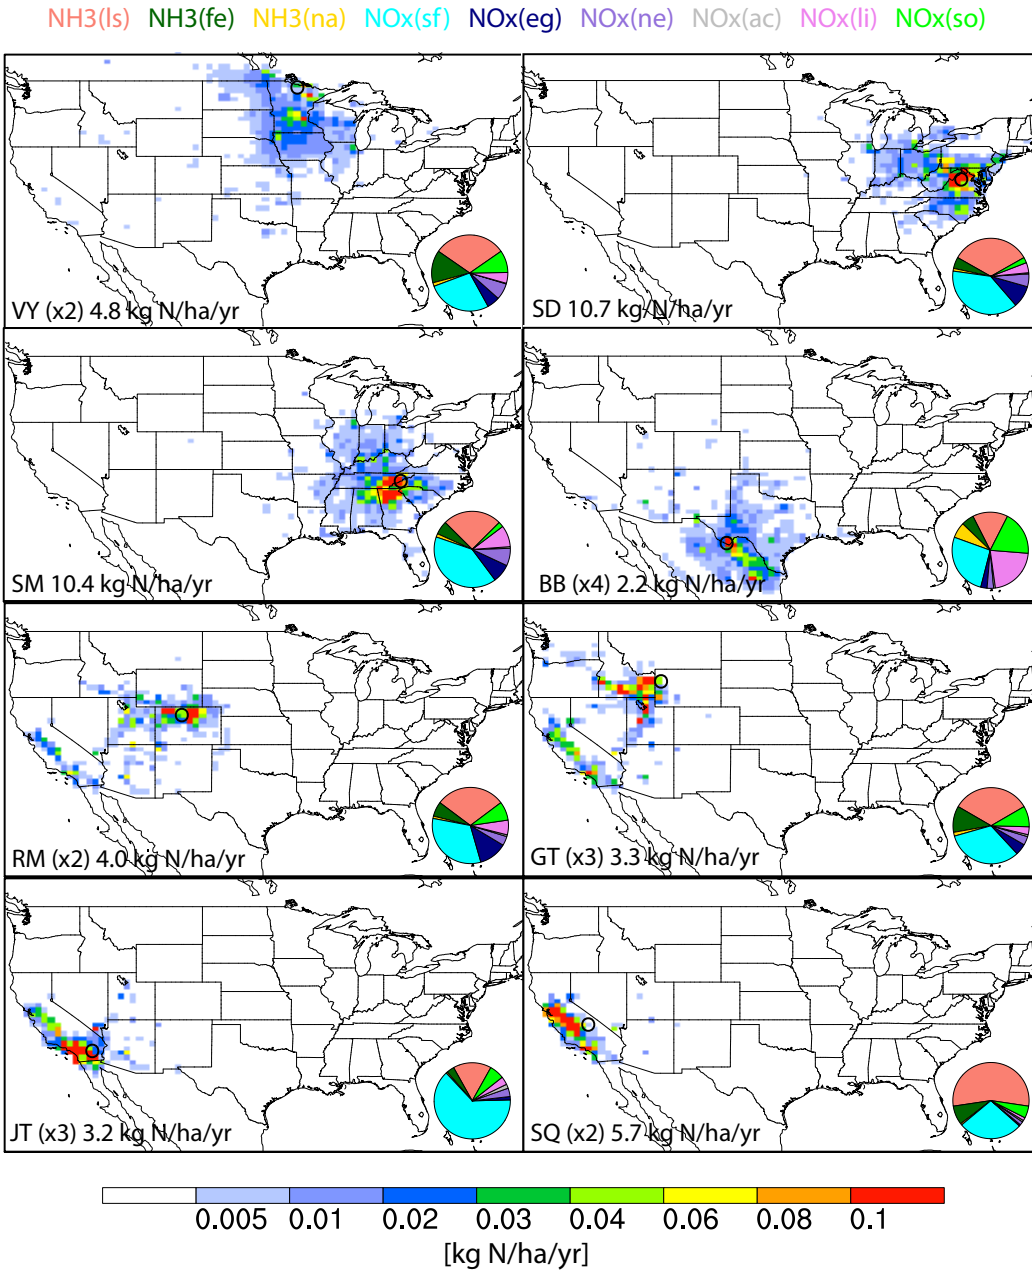 NH3(ls) NH3(fe) NH3(na) NOx(sf) NOx(eg) NOx(ne) NOx(ac) NOx(li) NOx(so)
VY (x2) 4.8 kg N/ha/yr
SD 10.7 kg N/ha/yr
SM 10.4 kg N/ha/yr
BB (x4) 2.2 kg N/ha/yr
RM (x2) 4.0 kg N/ha/yr
GT (x3) 3.3 kg N/ha/yr
JT (x3) 3.2 kg N/ha/yr
SQ (x2) 5.7 kg N/ha/yr
0.005 0.01 0.02 0.03 0.04 0.06 0.08 0.1
[kg N/ha/yr]